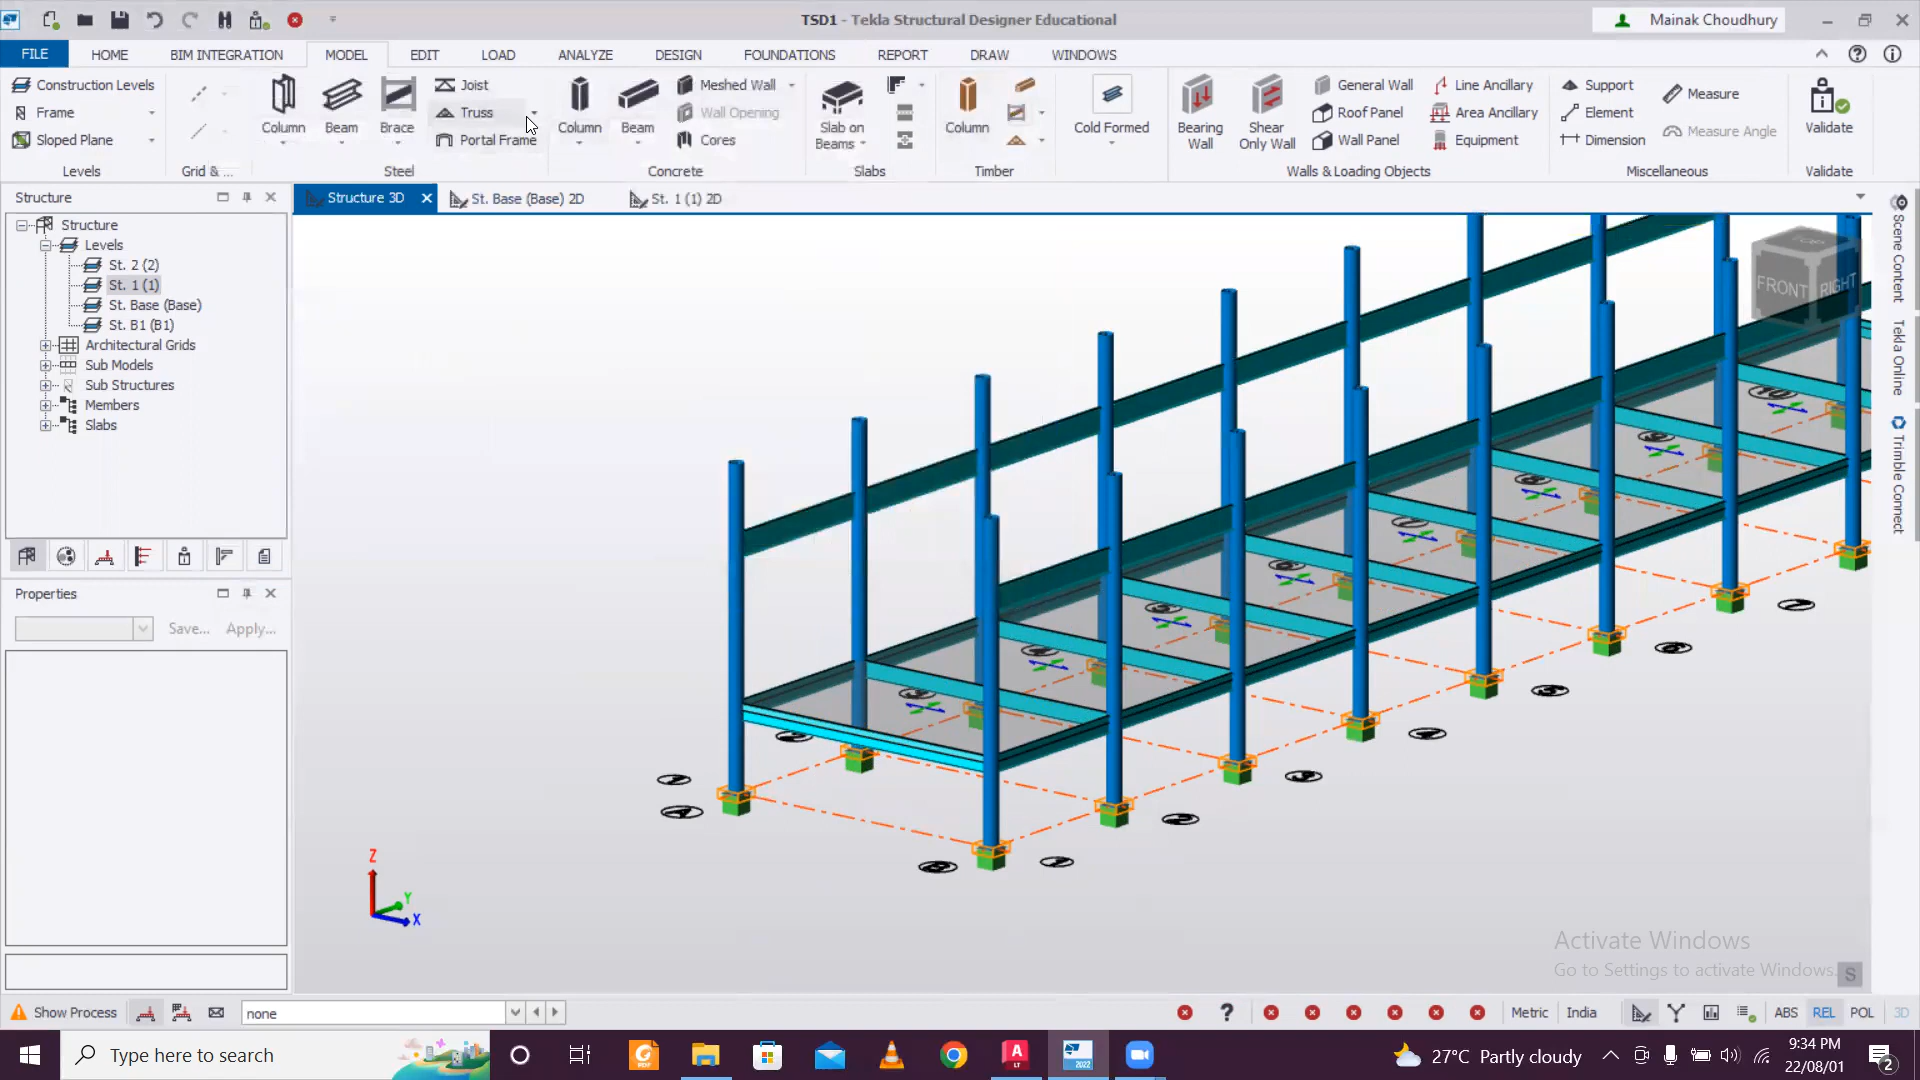 TSD1 - Tekla Structural Designer Educational
Mainak Choudhury
FILE HOME BIM INTEGRATION MODEL EDIT LOAD ANALYZE DESIGN FOUNDATIONS REPORT DRAW WINDOWS
Construction Levels
Frame
Sloped Plane
Levels
Grid & ...
Column
Beam
Brace
Joist
Truss
Portal Frame
Steel
Column
Beam
Meshed Wall
Wall Opening
Cores
Concrete
Slab on
Beams
Slabs
Column
Timber
Cold Formed
Bearing
Wall
Shear
Only Wall
General Wall
Roof Panel
Wall Panel
Line Ancillary
Area Ancillary
Equipment
Walls & Loading Objects
Support
Element
Dimension
Measure
Measure Angle
Miscellaneous
Validate
Validate
Structure
Structure 3D
St. Base (Base) 2D
St. 1 (1) 2D
Structure
Levels
St. 2 (2)
St. 1 (1)
St. Base (Base)
St. B1 (B1)
Architectural Grids
Sub Models
Sub Structures
Members
Slabs
Properties
Save...
Apply...
TOP
FRONT
RIGHT
Scene Content
Tekla Online
Trimble Connect
Z
Y
X
Activate Windows
Go to Settings to activate Windows.
S
Show Process
none
Metric
India
ABS
REL
POL
3D
Type here to search
27°C Partly cloudy
9:34 PM
22/08/01
2